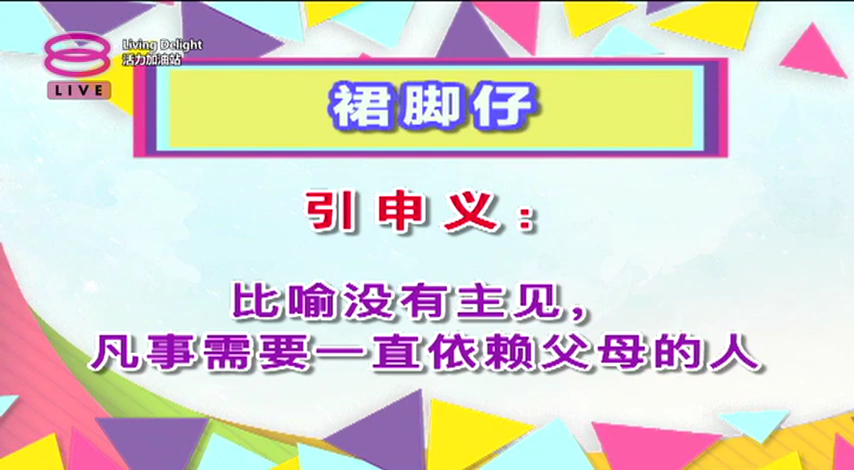 Living Delight
活力加油站
LIVE
裙脚仔
引申义：
比喻没有主见，
凡事需要一直依赖父母的人